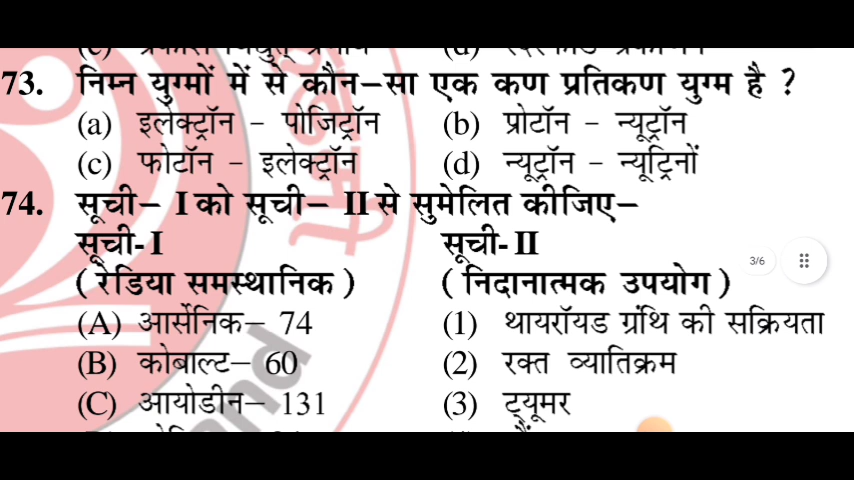 73. निम्न युग्मों में से कौन–सा एक कण प्रतिकण युग्म है ?
(a) इलेक्ट्रॉन – पोजिट्रॉन (b) प्रोटॉन – न्यूट्रॉन
(c) फोटॉन – इलेक्ट्रॉन (d) न्यूट्रॉन – न्यूट्रिनों
74. सूची– I को सूची– II से सुमेलित कीजिए–
सूची-I सूची-II
( रेडिया समस्थानिक ) ( निदानात्मक उपयोग )
3/6
(A) आर्सेनिक– 74 (1) थायरॉयड ग्रंथि की सक्रियता
(B) कोबाल्ट– 60 (2) रक्त व्यातिक्रम
(C) आयोडीन– 131 (3) ट्यूमर